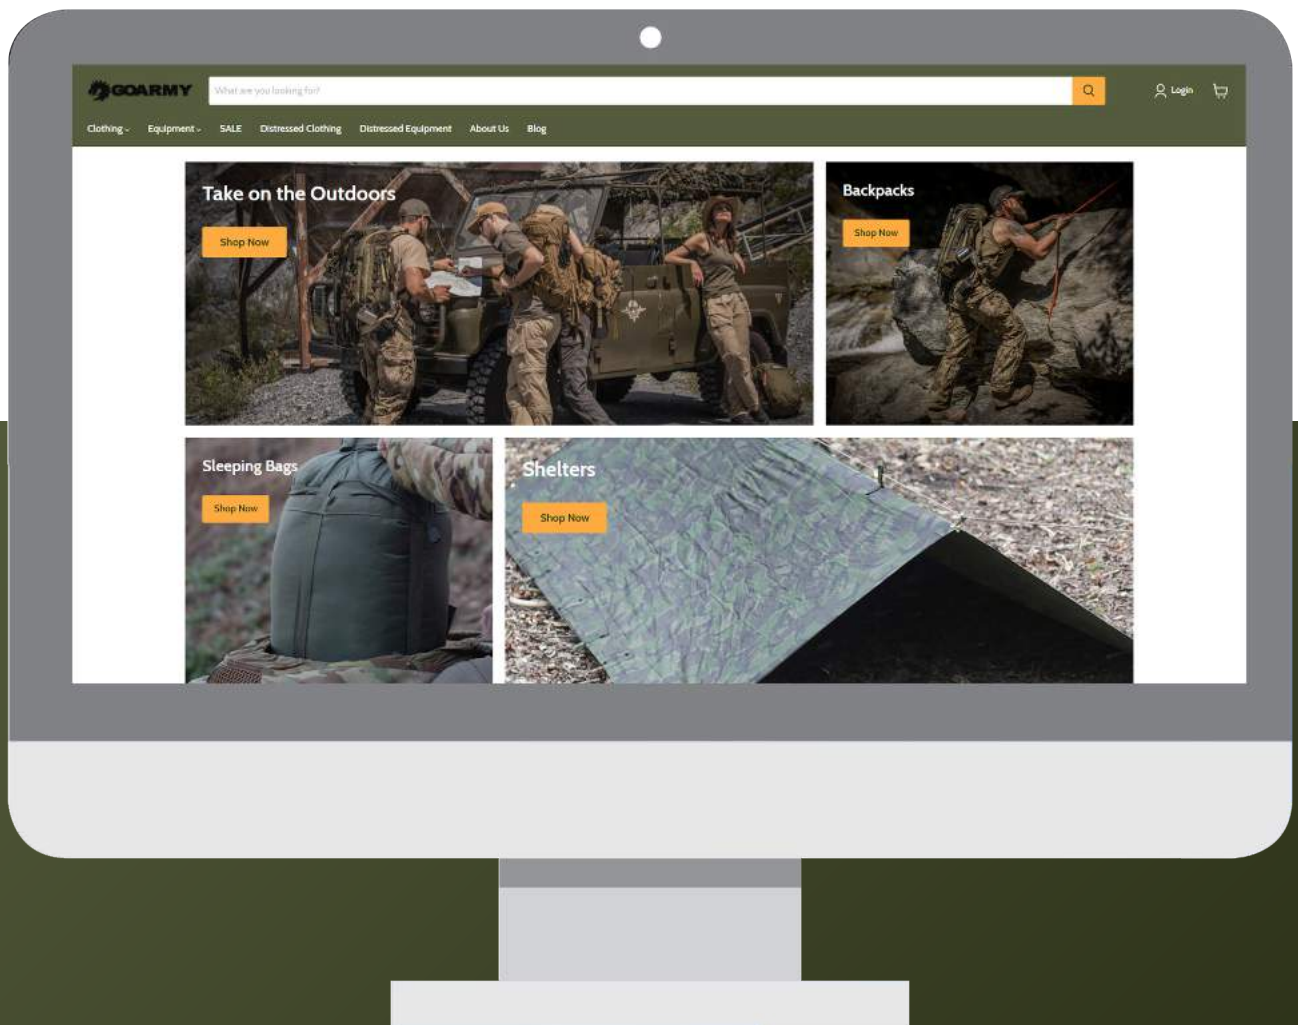 GOARMY
What are you looking for?
Login
Clothing
Equipment
SALE
Distressed Clothing
Distressed Equipment
About Us
Blog
Take on the Outdoors
Shop Now
Backpacks
Shop Now
Sleeping Bags
Shop Now
Shelters
Shop Now